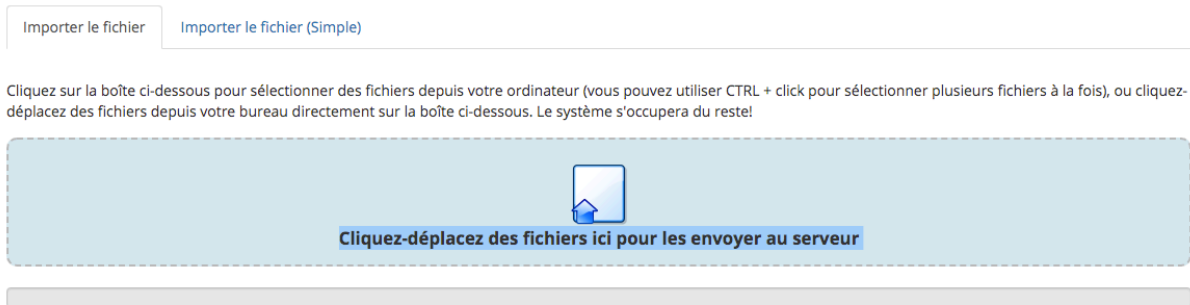 Importer le fichier
Importer le fichier (Simple)
Cliquez sur la boîte ci-dessous pour sélectionner des fichiers depuis votre ordinateur (vous pouvez utiliser CTRL + click pour sélectionner plusieurs fichiers à la fois), ou cliquez-
déplacez des fichiers depuis votre bureau directement sur la boîte ci-dessous. Le système s'occupera du reste!
Cliquez-déplacez des fichiers ici pour les envoyer au serveur